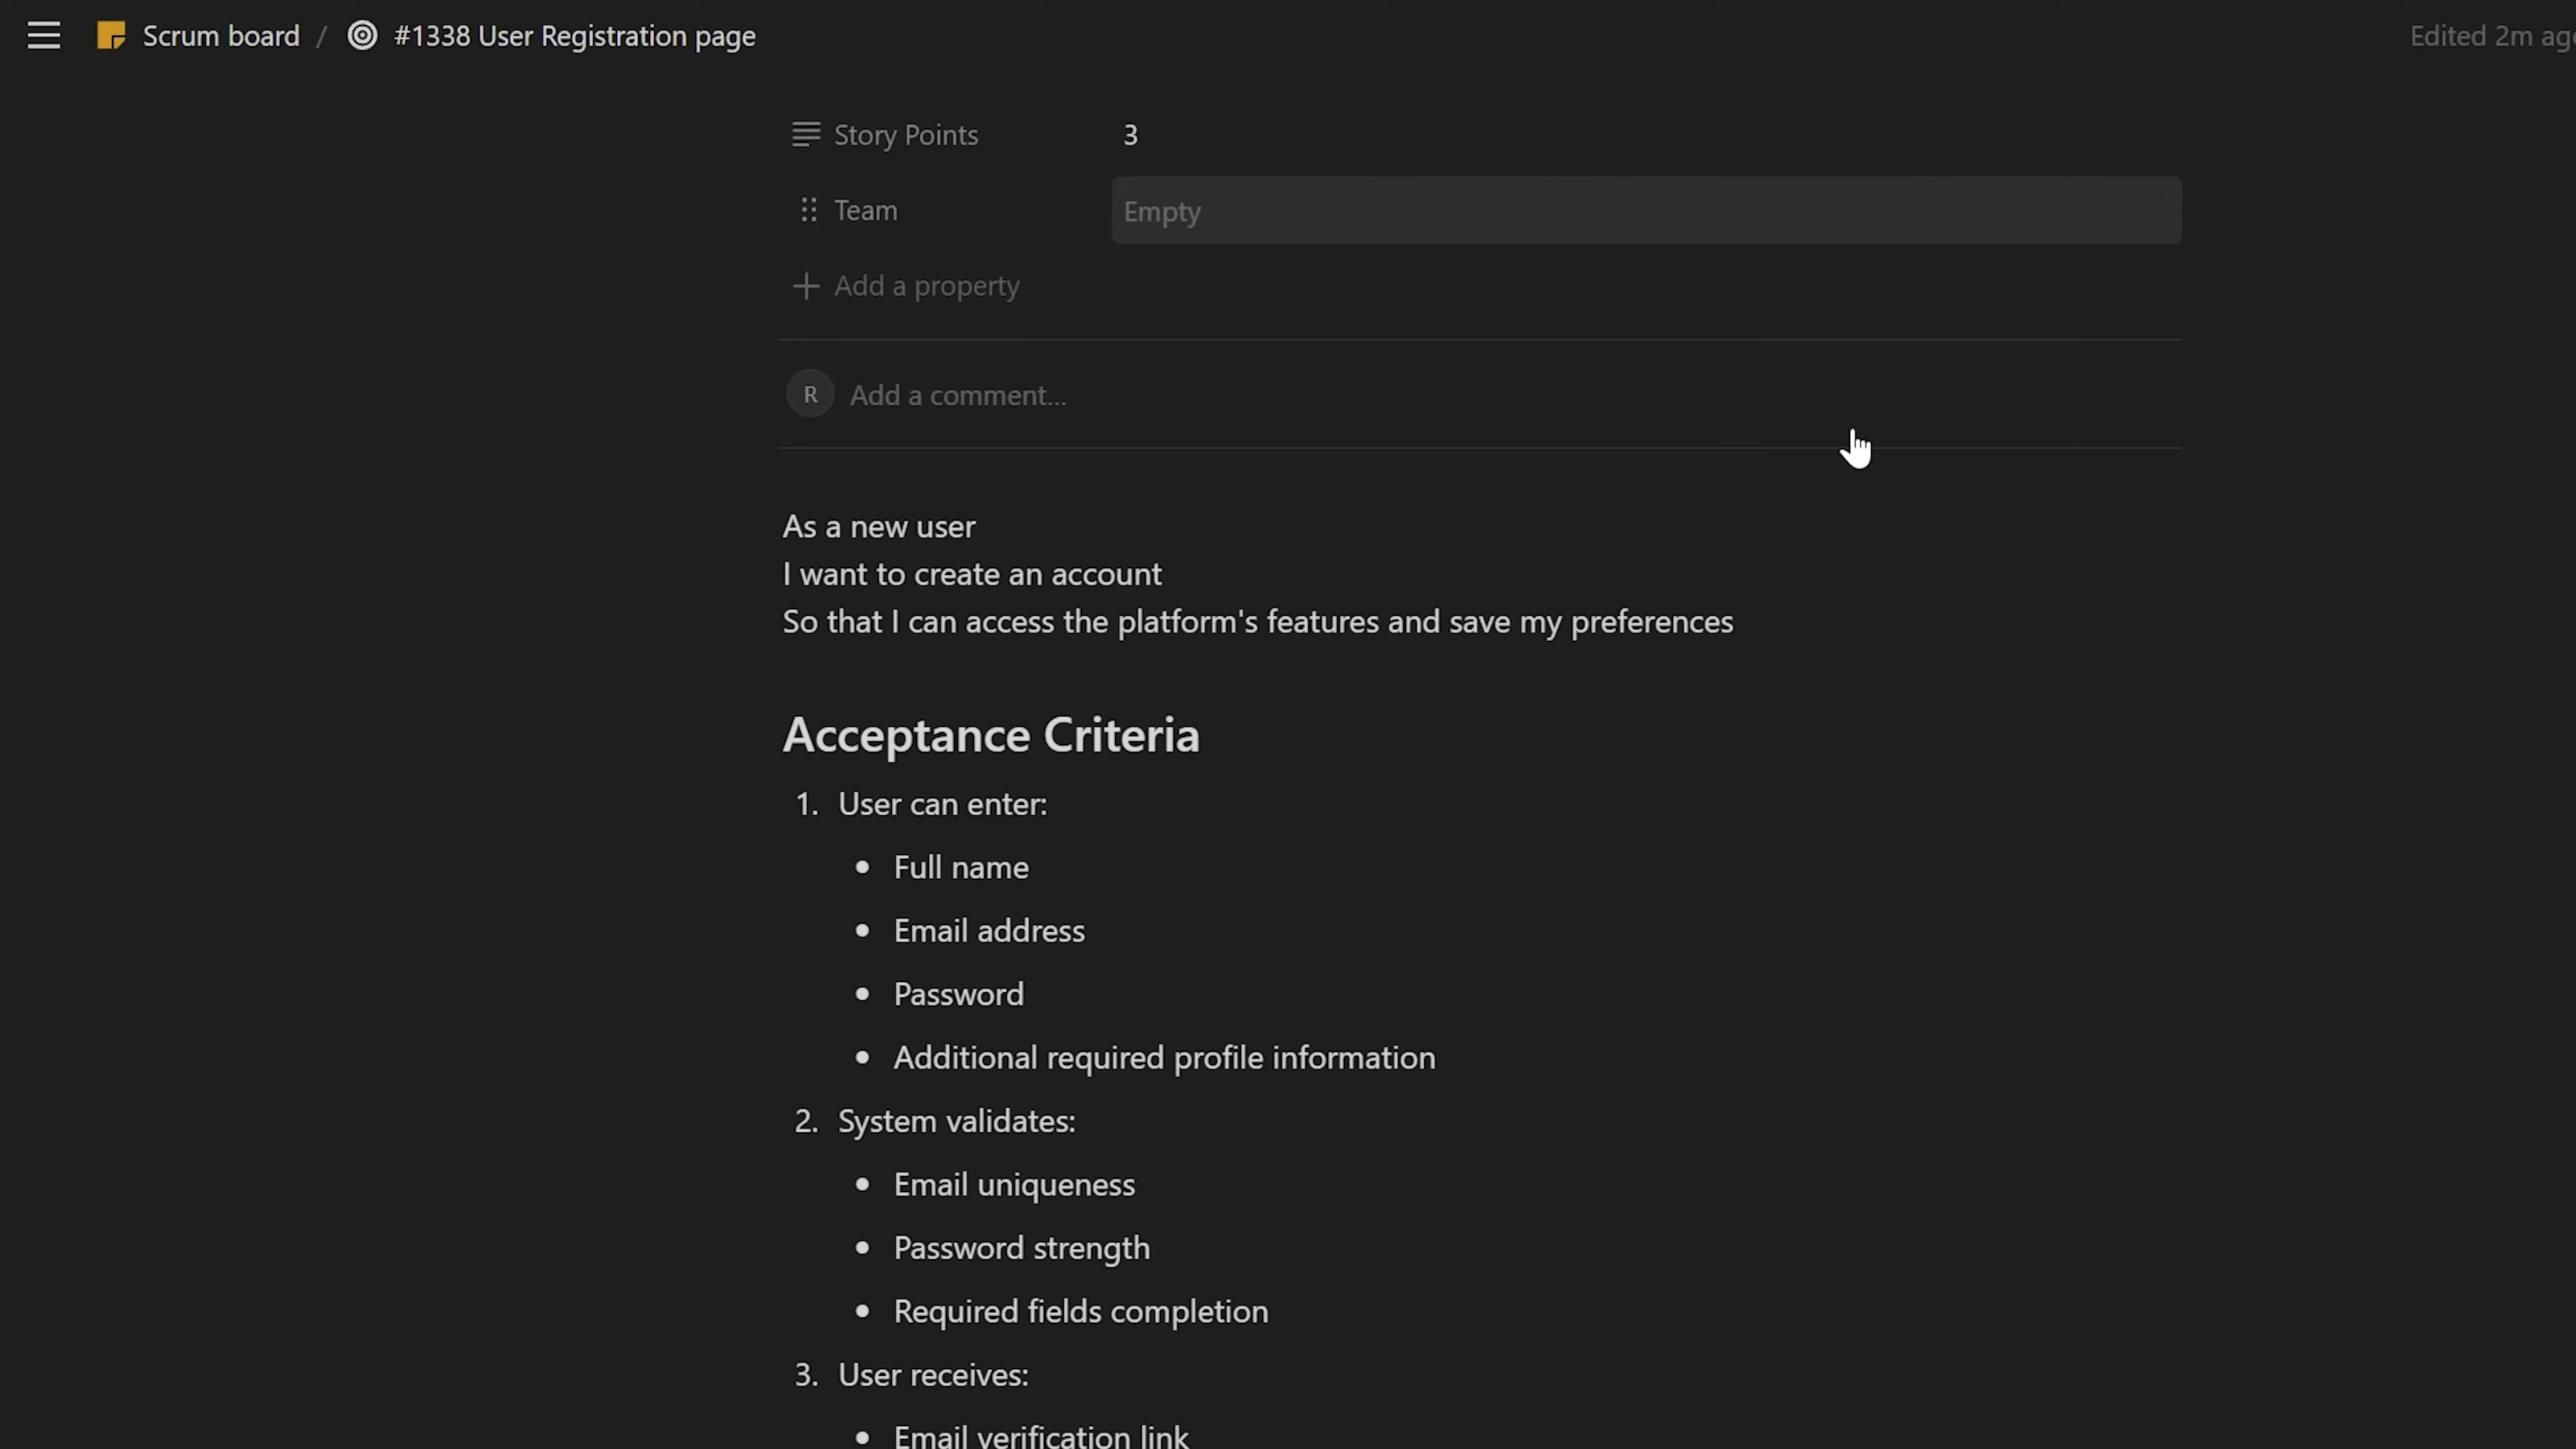 Scrum board / #1338 User Registration page
Edited 2m ago
Story Points 3
Team Empty
Add a property
R Add a comment...
As a new user
I want to create an account
So that I can access the platform's features and save my preferences
Acceptance Criteria
1. User can enter:
• Full name
• Email address
• Password
• Additional required profile information
2. System validates:
• Email uniqueness
• Password strength
• Required fields completion
3. User receives:
• Email verification link